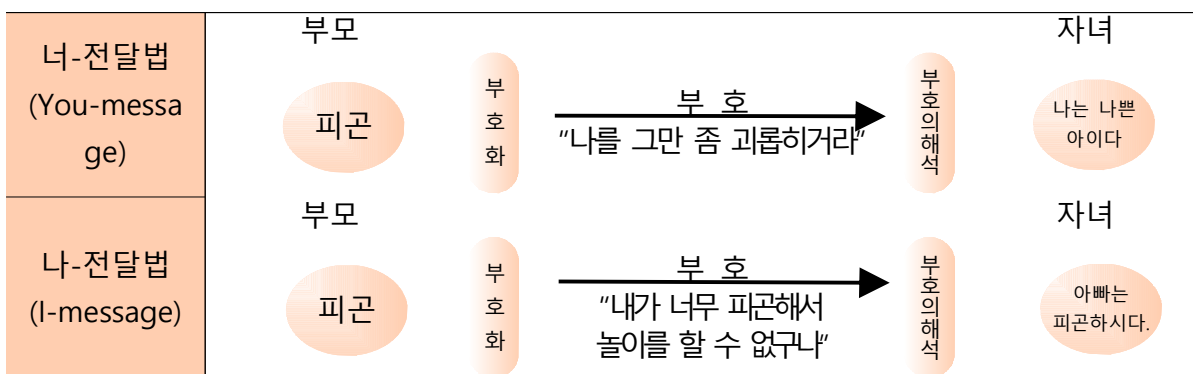 너-전달법
(You-messa
ge)
부모
피곤
부
호
화
부 호
"나를 그만 좀 괴롭히거라"
부호의해석
자녀
나는 나쁜
아이다
나-전달법
(I-message)
부모
피곤
부
호
화
부 호
"내가 너무 피곤해서
놀이를 할 수 없구나"
부호의해석
자녀
아빠는
피곤하시다.